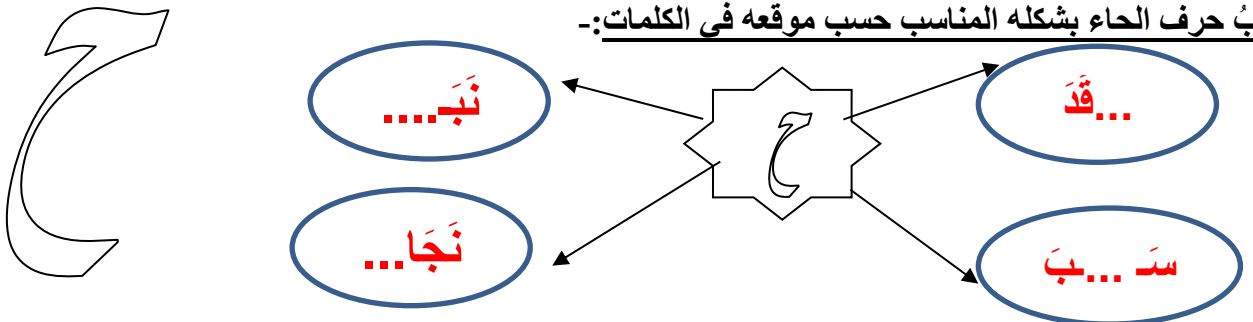 بُ حرف الحاء بشكله المناسب حسب موقعه في الكلمات:-
ح
...قَدَ
نَبَـ....
ح
سَـ ...ـبَ
نَجَا...